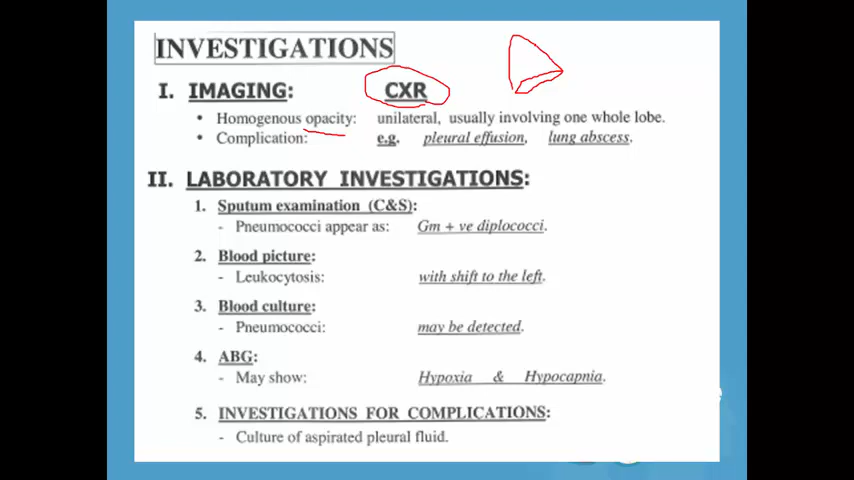 INVESTIGATIONS
I. IMAGING: CXR
• Homogenous opacity: unilateral, usually involving one whole lobe.
• Complication: e.g. pleural effusion, lung abscess.
II. LABORATORY INVESTIGATIONS:
1. Sputum examination (C&S):
- Pneumococci appear as: Gm + ve diplococci.
2. Blood picture:
- Leukocytosis: with shift to the left.
3. Blood culture:
- Pneumococci: may be detected.
4. ABG:
- May show: Hypoxia & Hypocapnia.
5. INVESTIGATIONS FOR COMPLICATIONS:
- Culture of aspirated pleural fluid.